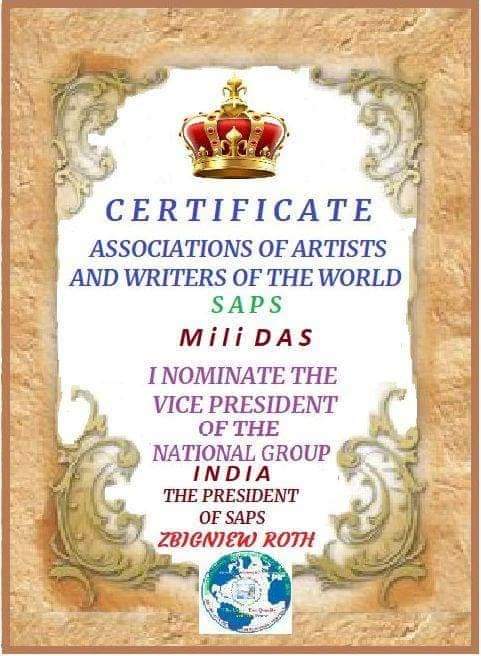 CERTIFICATE
ASSOCIATIONS OF ARTISTS
AND WRITERS OF THE WORLD
SAPS
Mili DAS
I NOMINATE THE
VICE PRESIDENT
OF THE
NATIONAL GROUP
INDIA
THE PRESIDENT
OF SAPS
ZBIGNIEW ROTH